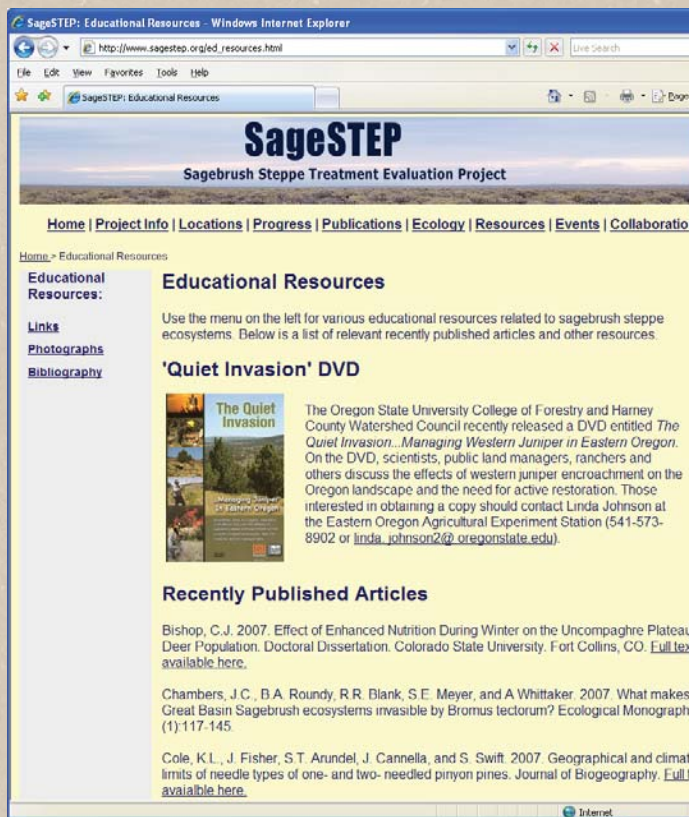 SageSTEP: Educational Resources - Windows Internet Explorer
http://www.sagestep.org/ed_resources.html
Live Search
File Edit View Favorites Tools Help
SageSTEP: Educational Resources
Page
SageSTEP
Sagebrush Steppe Treatment Evaluation Project
Home | Project Info | Locations | Progress | Publications | Ecology | Resources | Events | Collaboratio
Home > Educational Resources
Educational
Resources:
Links
Photographs
Bibliography
Educational Resources
Use the menu on the left for various educational resources related to sagebrush steppe
ecosystems. Below is a list of relevant recently published articles and other resources.
'Quiet Invasion' DVD
The Quiet
Invasion
...Managing Juniper
in Eastern Oregon
The Oregon State University College of Forestry and Harney
County Watershed Council recently released a DVD entitled The
Quiet Invasion...Managing Western Juniper in Eastern Oregon.
On the DVD, scientists, public land managers, ranchers and
others discuss the effects of western juniper encroachment on the
Oregon landscape and the need for active restoration. Those
interested in obtaining a copy should contact Linda Johnson at
the Eastern Oregon Agricultural Experiment Station (541-573-
8902 or linda.johnson2@ oregonstate.edu).
Recently Published Articles
Bishop, C.J. 2007. Effect of Enhanced Nutrition During Winter on the Uncompaghre Plateau
Deer Population. Doctoral Dissertation. Colorado State University. Fort Collins, CO. Full tex
available here.
Chambers, J.C., B.A. Roundy, R.R. Blank, S.E. Meyer, and A Whittaker. 2007. What makes
Great Basin Sagebrush ecosystems invasible by Bromus tectorum? Ecological Monograph
(1):117-145.
Cole, K.L., J. Fisher, S.T. Arundel, J. Cannella, and S. Swift. 2007. Geographical and climat
limits of needle types of one- and two- needled pinyon pines. Journal of Biogeography. Full t
avaialble here.
Internet